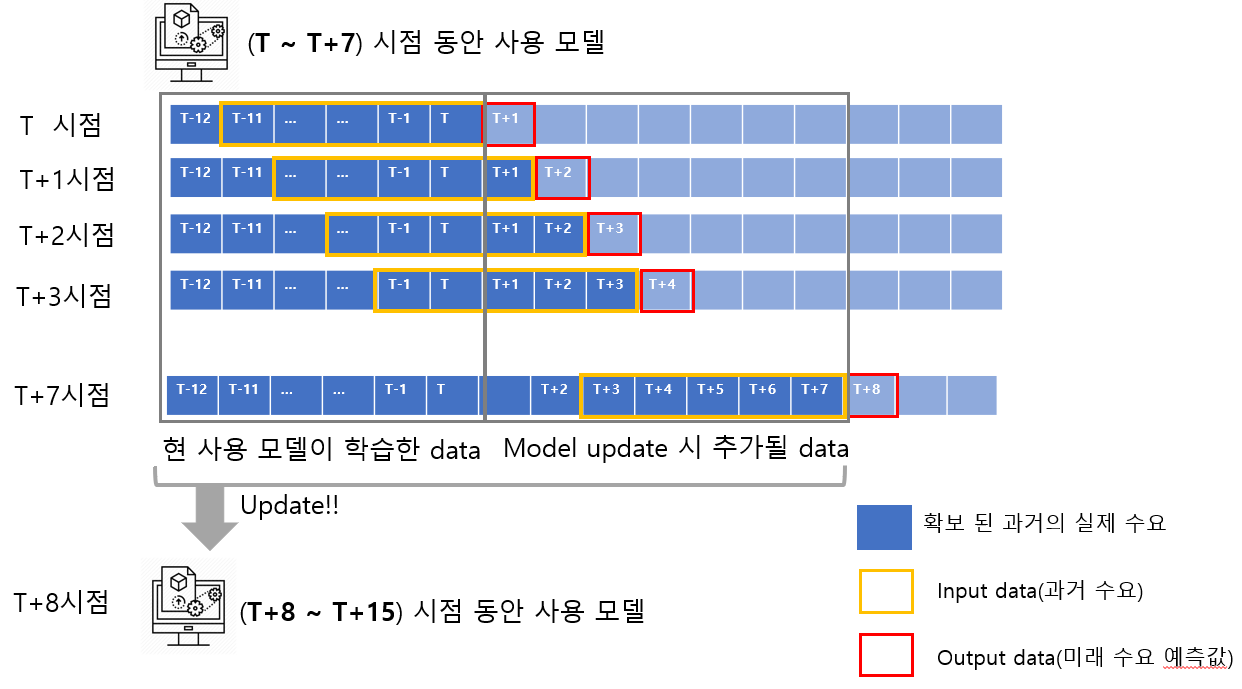 (T ~ T+7) 시점 동안 사용 모델
T 시점
T-12 T-11 ... ... T-1 T T+1
T+1시점
T-12 T-11 ... ... T-1 T T+1 T+2
T+2시점
T-12 T-11 ... ... T-1 T T+1 T+2 T+3
T+3시점
T-12 T-11 ... ... T-1 T T+1 T+2 T+3 T+4
T+7시점
T-12 T-11 ... ... T-1 T T+2 T+3 T+4 T+5 T+6 T+7 T+8
현 사용 모델이 학습한 data
Model update 시 추가될 data
Update!!
확보 된 과거의 실제 수요
Input data(과거 수요)
Output data(미래 수요 예측값)
T+8시점
(T+8 ~ T+15) 시점 동안 사용 모델